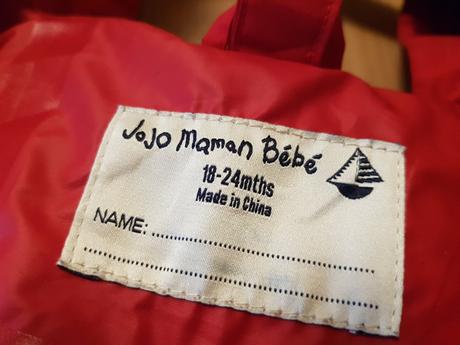 JoJo Maman Bébé
18-24mths
Made in China
NAME: